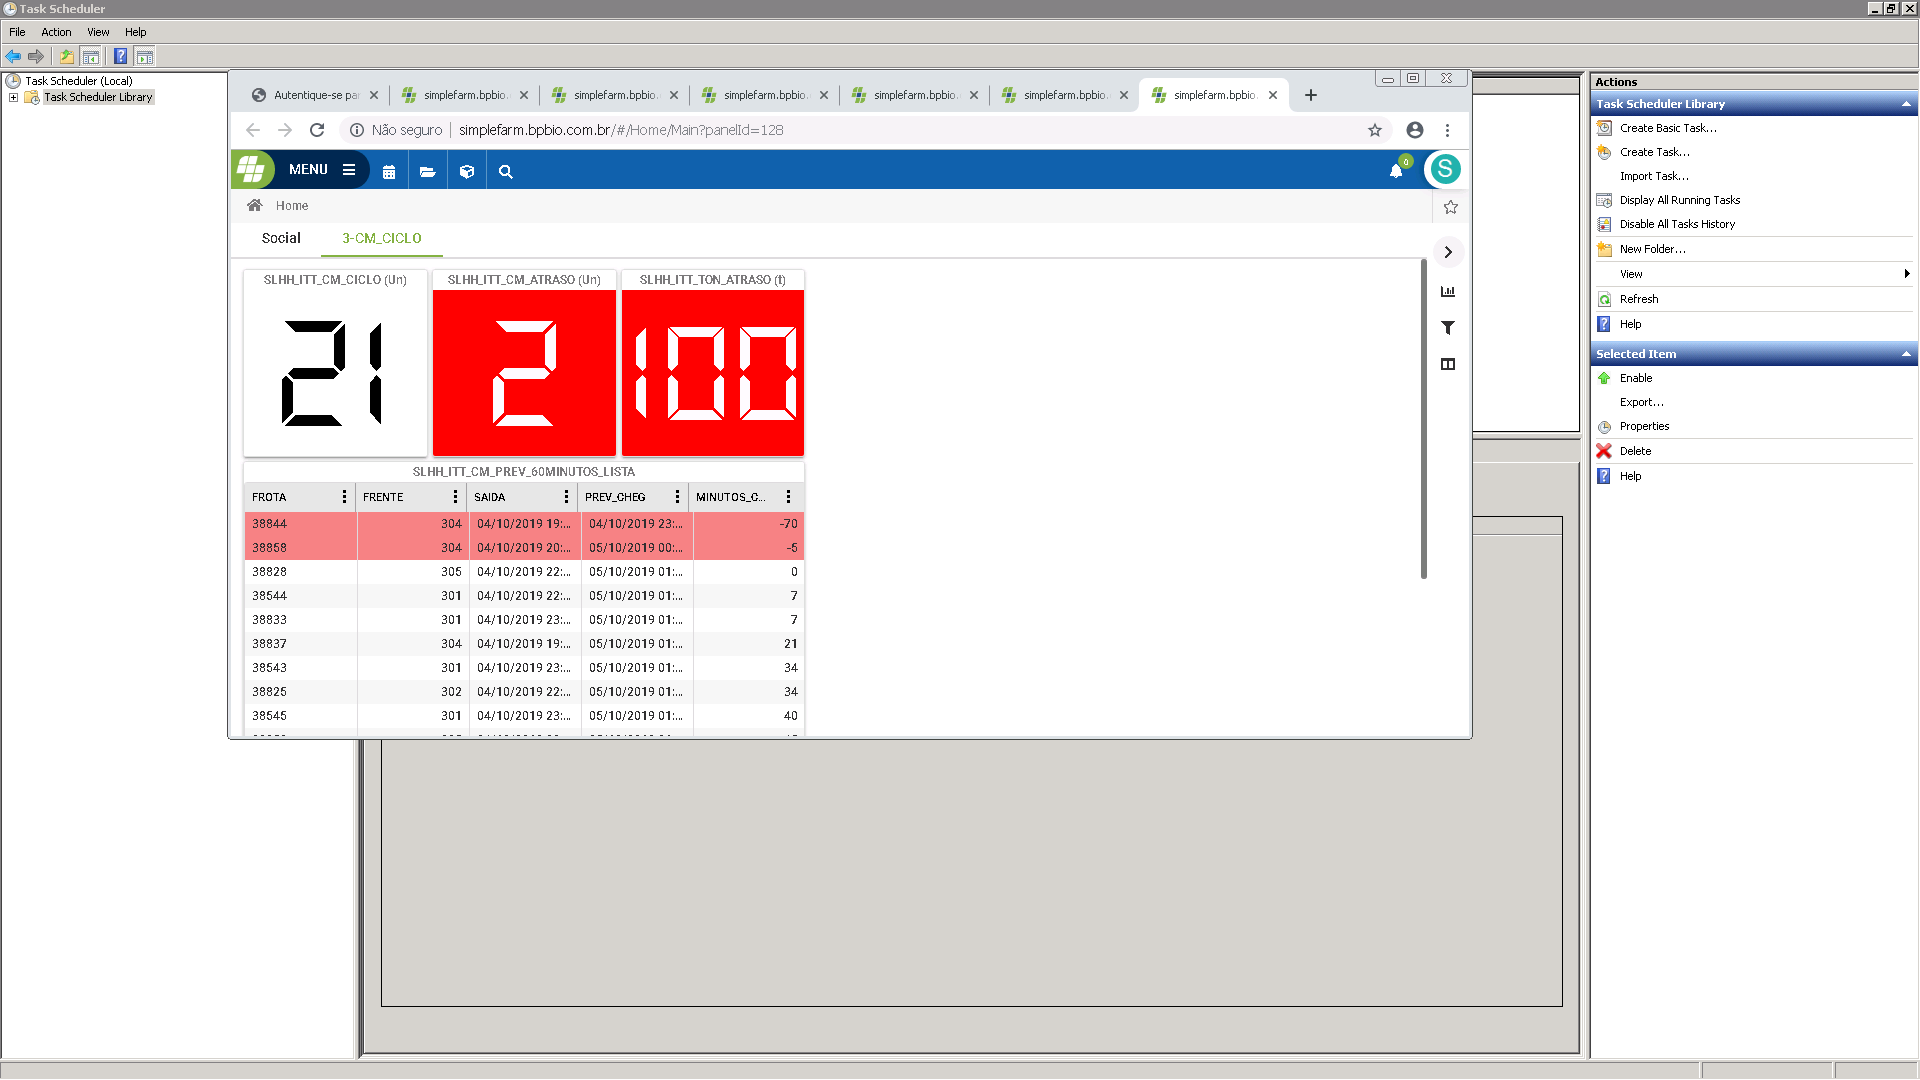 Task Scheduler
File Action View Help
Task Scheduler (Local)
Task Scheduler Library
Autentique-se par
simplefarm.bpbio.
simplefarm.bpbio.
simplefarm.bpbio.
simplefarm.bpbio.
simplefarm.bpbio.
simplefarm.bpbio.
Não seguro simplefarm.bpbio.com.br/#/Home/Main?panelId=128
MENU
0
S
Home
Social 3-CM_CICLO
SLHH_ITT_CM_CICLO (Un) SLHH_ITT_CM_ATRASO (Un) SLHH_ITT_TON_ATRASO (t)
21 2 100
SLHH_ITT_CM_PREV_60MINUTOS_LISTA
FROTA FRENTE SAIDA PREV_CHEG MINUTOS_C...
38844 304 04/10/2019 19:... 04/10/2019 23:... -70
38858 304 04/10/2019 20:... 05/10/2019 00:... -5
38828 305 04/10/2019 22:... 05/10/2019 01:... 0
38544 301 04/10/2019 22:... 05/10/2019 01:... 7
38833 301 04/10/2019 23:... 05/10/2019 01:... 7
38837 304 04/10/2019 19:... 05/10/2019 01:... 21
38543 301 04/10/2019 23:... 05/10/2019 01:... 34
38825 302 04/10/2019 22:... 05/10/2019 01:... 34
38545 301 04/10/2019 23:... 05/10/2019 01:... 40
Actions
Task Scheduler Library
Create Basic Task...
Create Task...
Import Task...
Display All Running Tasks
Disable All Tasks History
New Folder...
View
Refresh
Help
Selected Item
Enable
Export...
Properties
Delete
Help